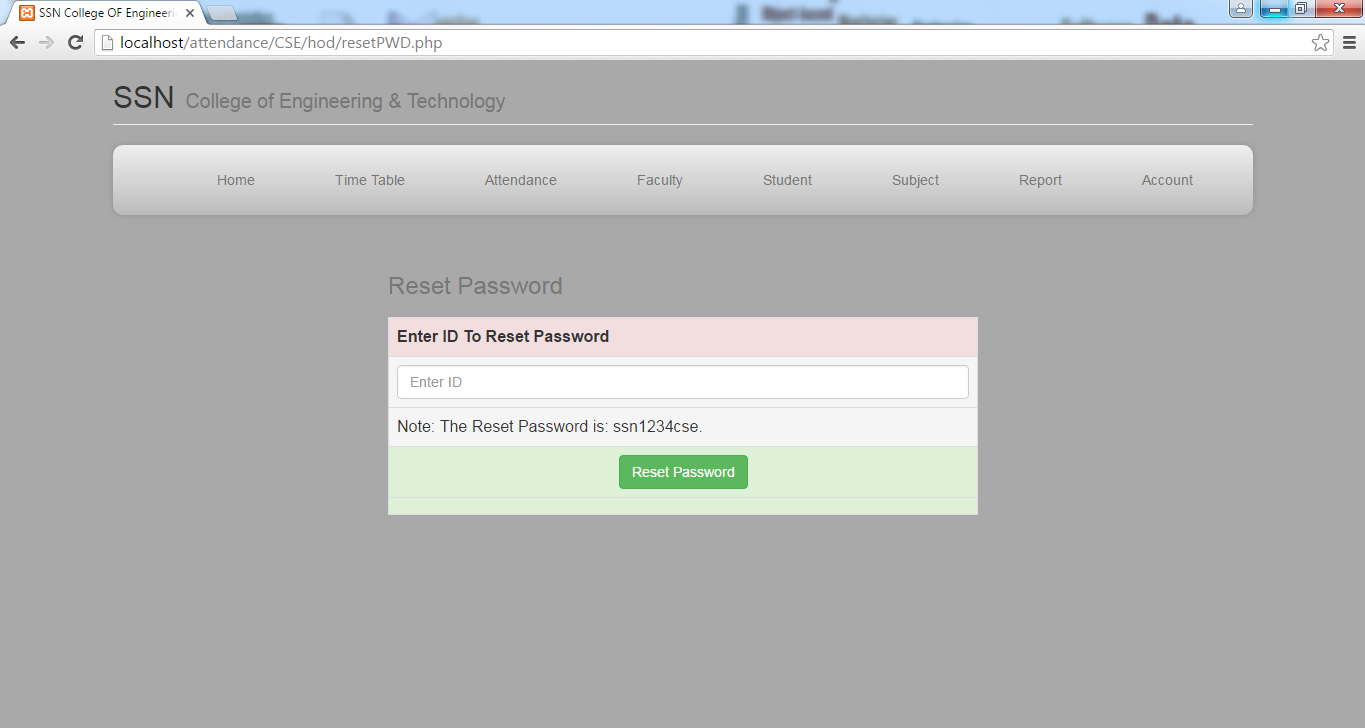 SSN College OF Engineeri
localhost/attendance/CSE/hod/resetPWD.php
SSN College of Engineering & Technology
Home Time Table Attendance Faculty Student Subject Report Account
Reset Password
Enter ID To Reset Password
Enter ID
Note: The Reset Password is: ssn1234cse.
Reset Password